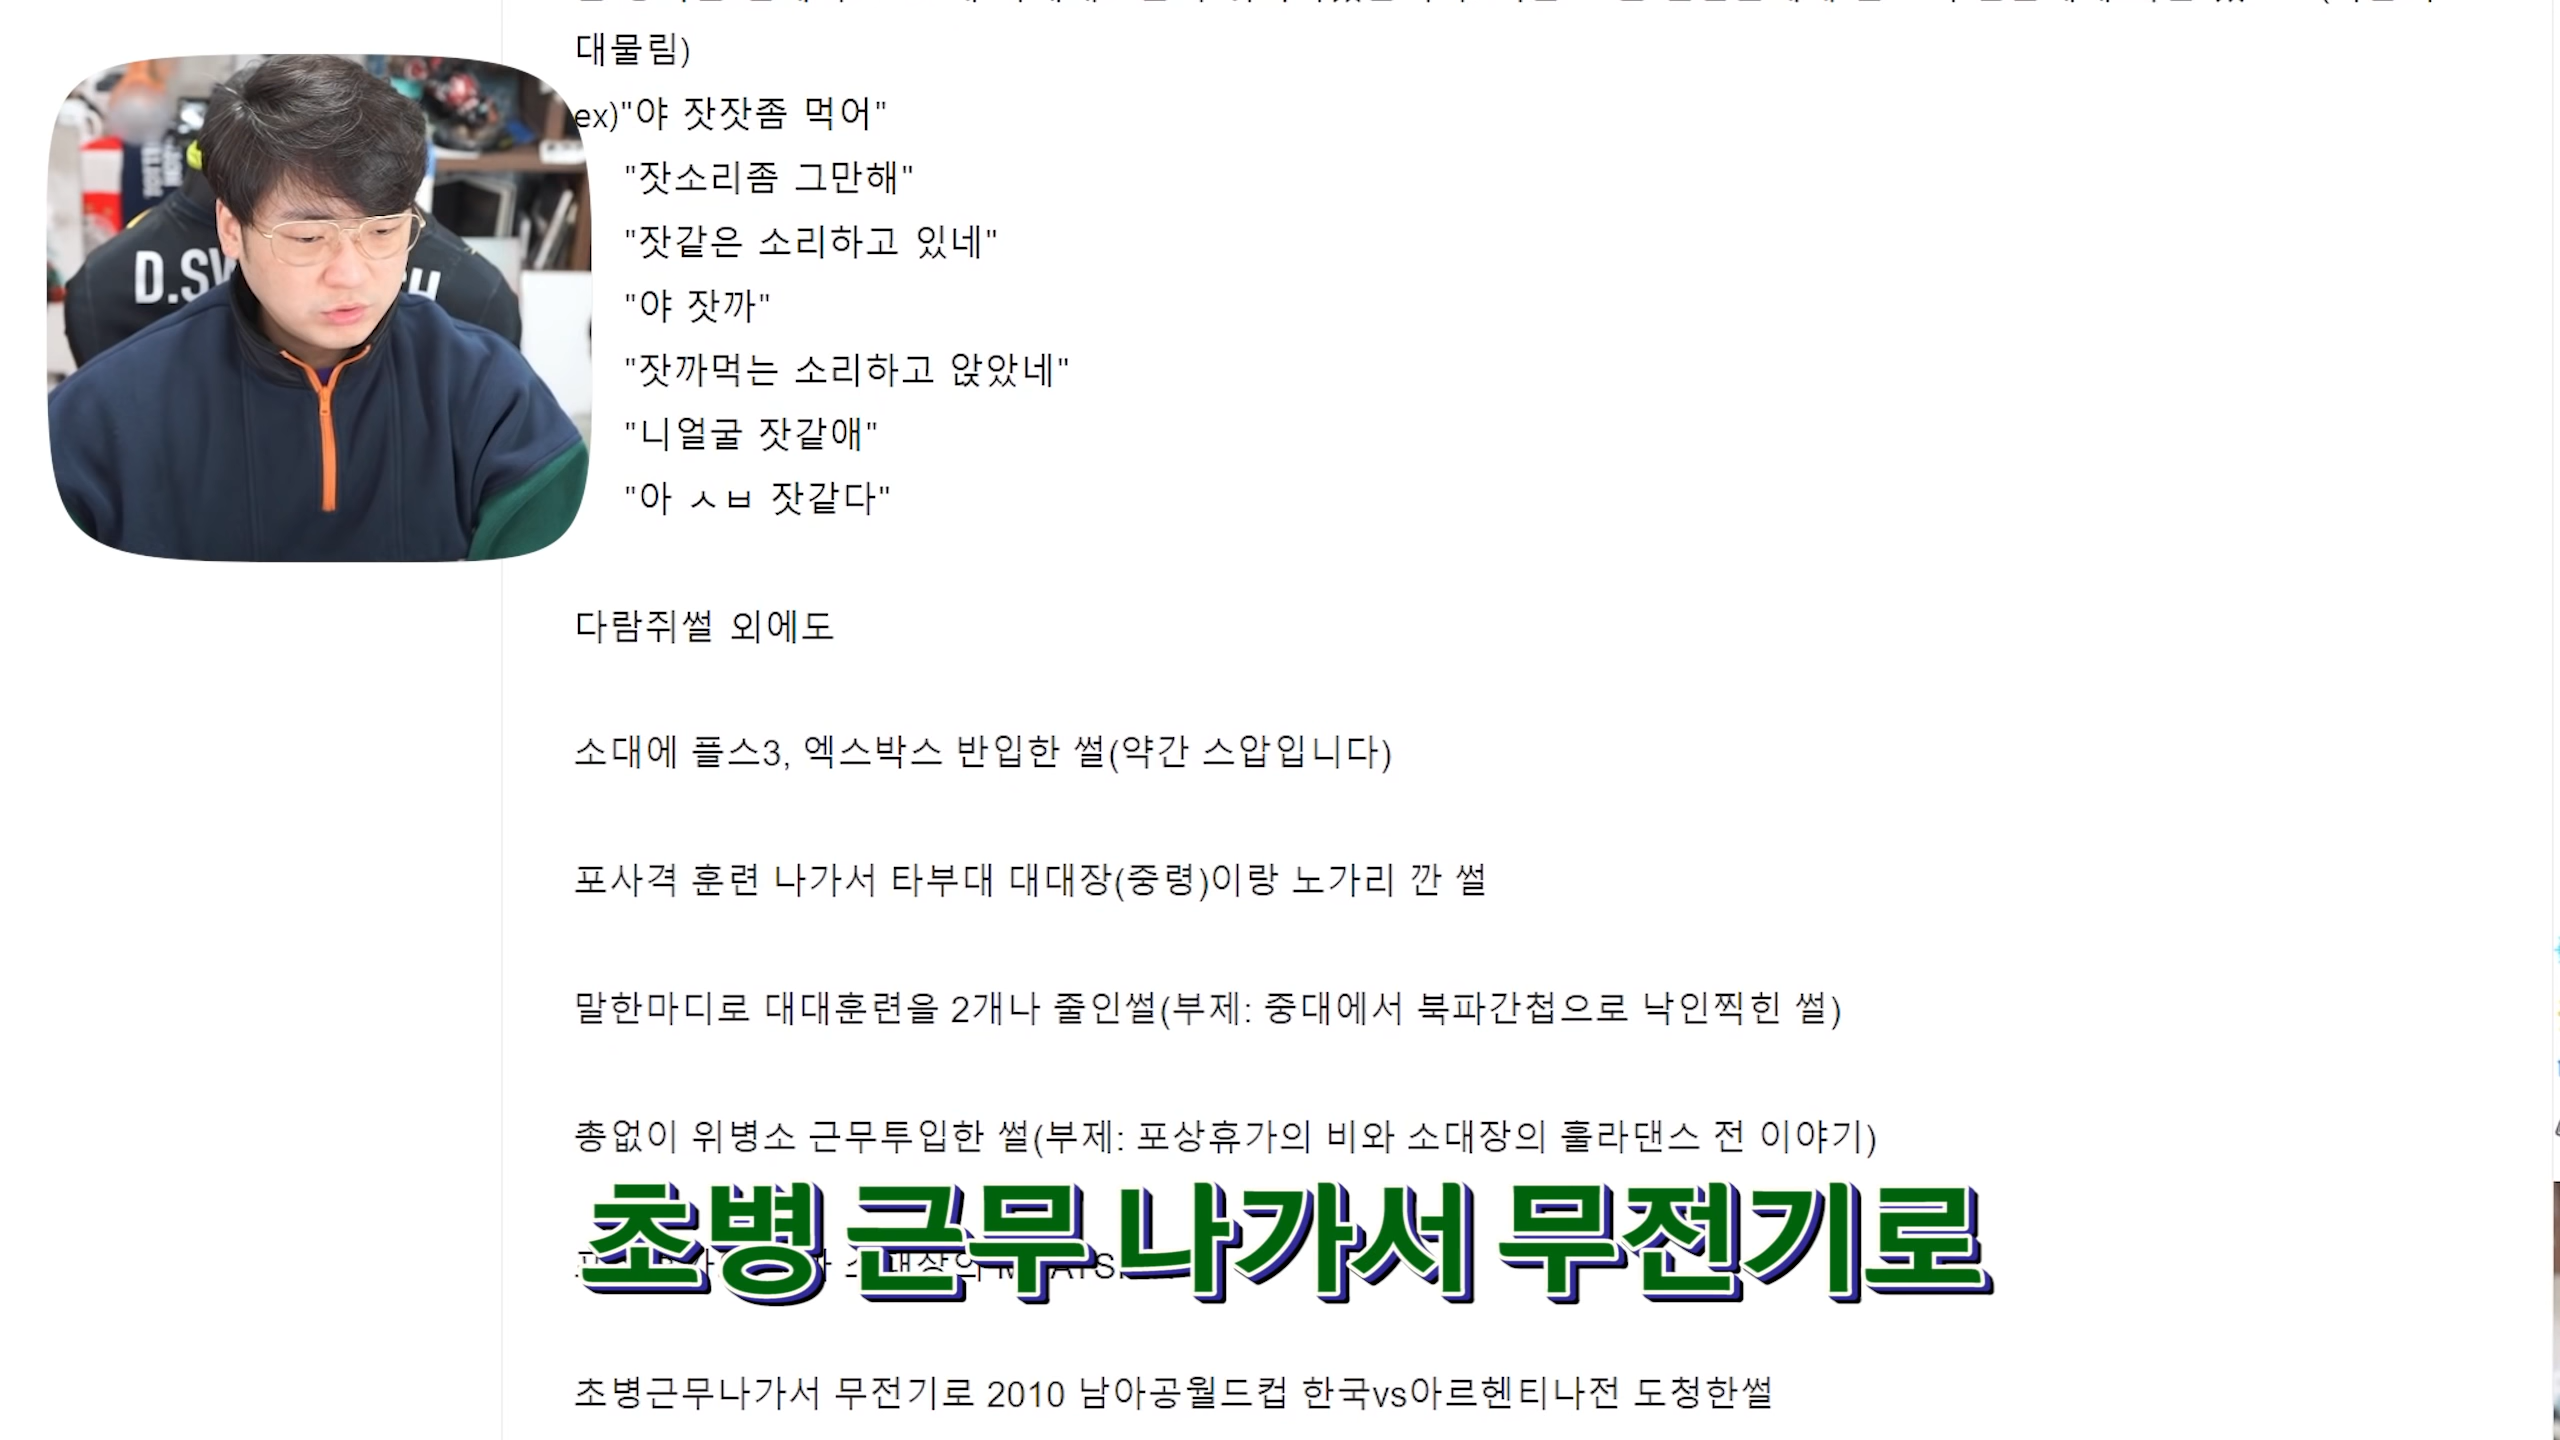 대물림)
ex)"야 잣잣좀 먹어"
"잣소리좀 그만해"
"잣같은 소리하고 있네"
"야 잣까"
"잣까먹는 소리하고 앉았네"
"니얼굴 잣같애"
"아 ㅅㅂ 잣같다"
D.SW
다람쥐썰 외에도
소대에 플스3, 엑스박스 반입한 썰(약간 스압입니다)
포사격 훈련 나가서 타부대 대대장(중령)이랑 노가리 깐 썰
말한마디로 대대훈련을 2개나 줄인썰(부제: 중대에서 북파간첩으로 낙인찍힌 썰)
총없이 위병소 근무투입한 썰(부제: 포상휴가의 비와 소대장의 훌라댄스 전 이야기)
초병 근무 나가서 무전기로
초병근무나가서 무전기로 2010 남아공월드컵 한국vs아르헨티나전 도청한썰